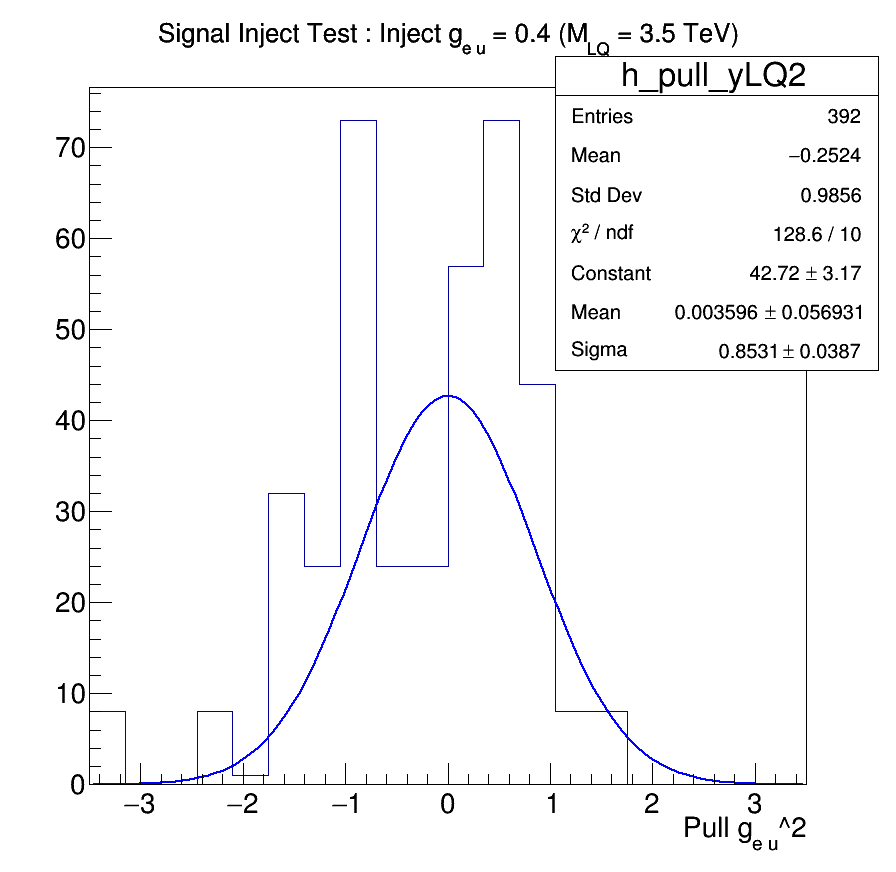 Signal Inject Test : Inject g_{e u} = 0.4 (M_{LQ} = 3.5 TeV)
h_pull_yLQ2
Entries 392
Mean −0.2524
Std Dev 0.9856
χ² / ndf 128.6 / 10
Constant 42.72 ± 3.17
Mean 0.003596 ± 0.056931
Sigma 0.8531 ± 0.0387
70
60
50
40
30
20
10
0
−3 −2 −1 0 1 2 3
Pull g_{e u}^2